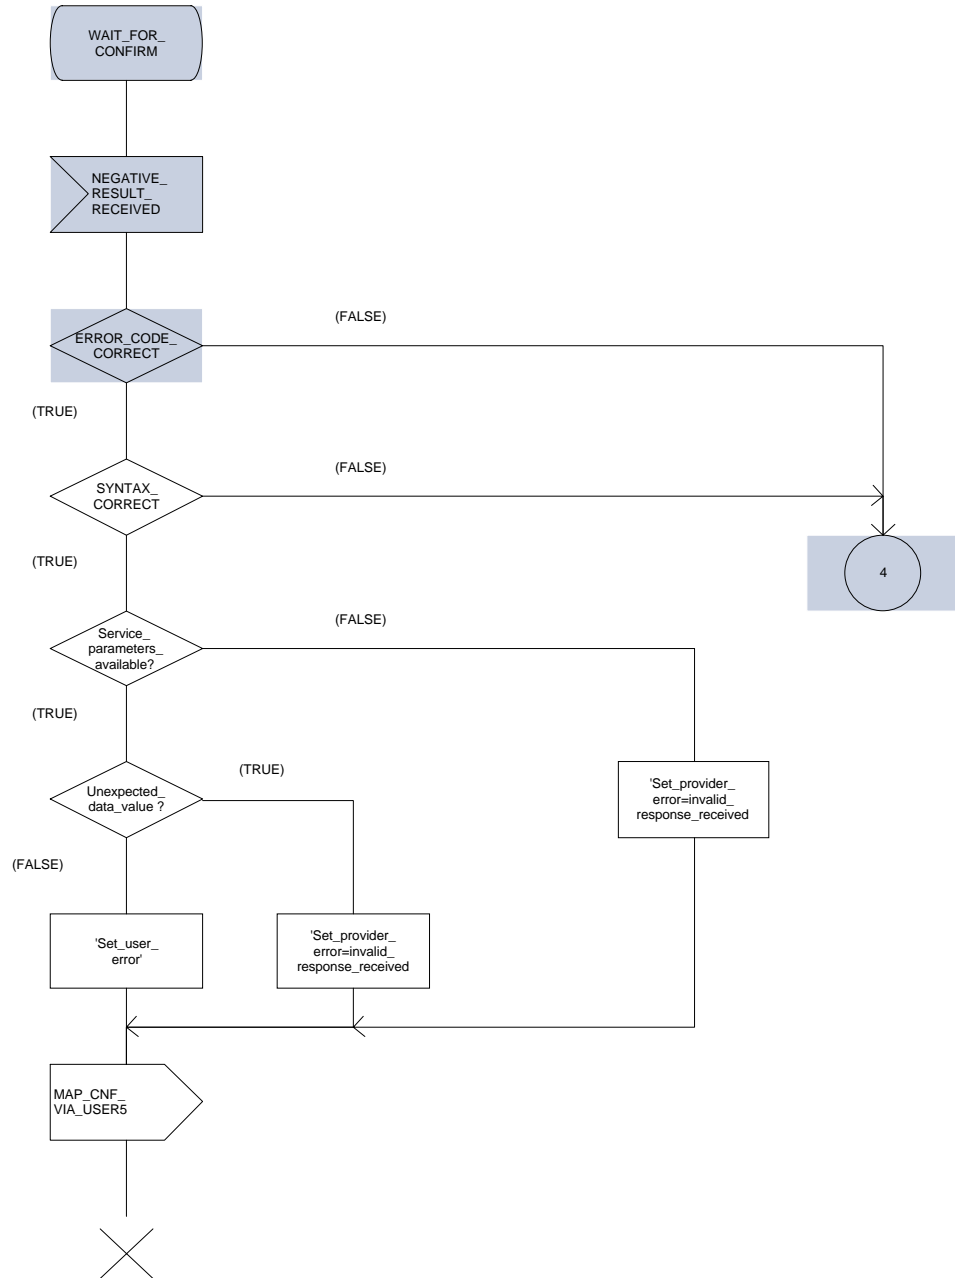 WAIT_FOR_
CONFIRM
NEGATIVE_
RESULT_
RECEIVED
(FALSE)
ERROR_CODE_
CORRECT
(TRUE)
(FALSE)
SYNTAX_
CORRECT
(TRUE)
4
(FALSE)
Service_
parameters_
available?
(TRUE)
(TRUE)
Unexpected_
data_value ?
'Set_provider_
error=invalid_
response_received
(FALSE)
'Set_user_
error'
'Set_provider_
error=invalid_
response_received
MAP_CNF_
VIA_USER5